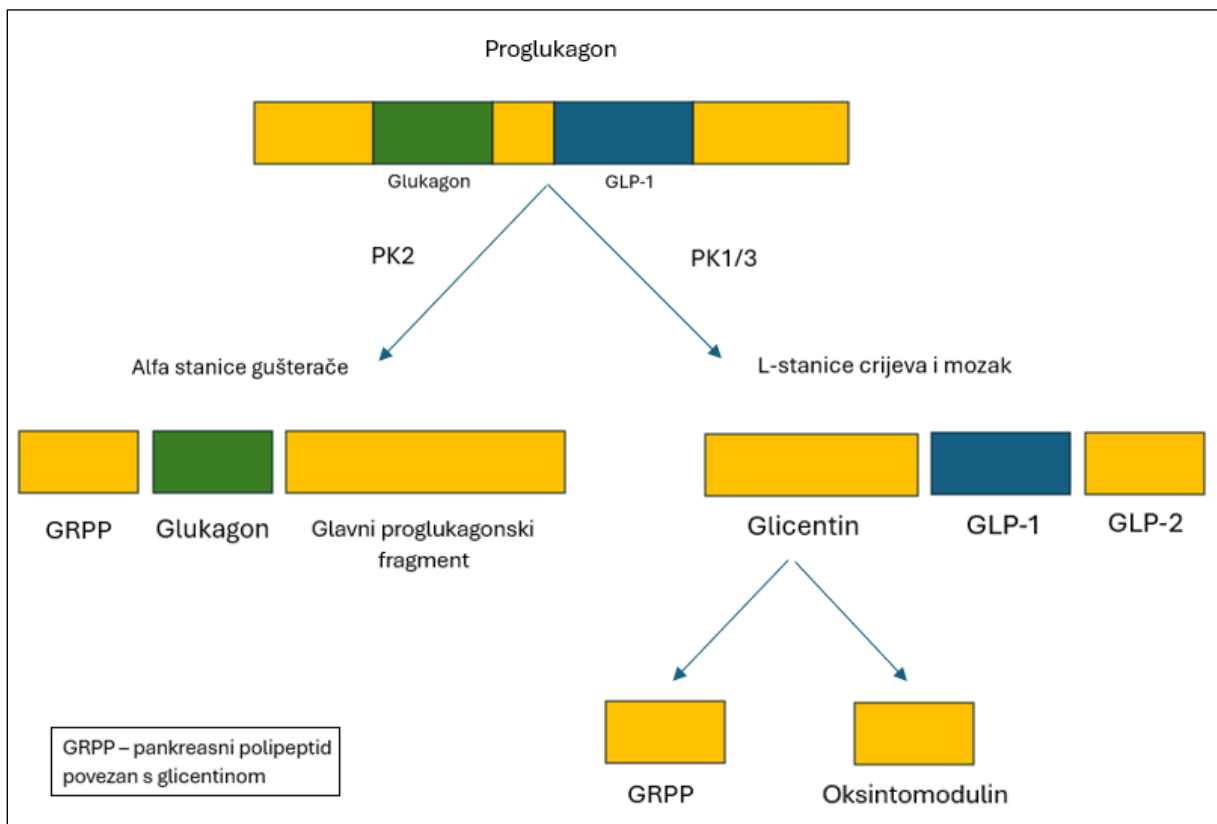 Proglukagon
Glukagon
GLP-1
PK2
PK1/3
Alfa stanice gušterače
L-stanice crijeva i mozak
GRPP
Glukagon
Glavni proglukagonski
fragment
Glicentin
GLP-1
GLP-2
GRPP – pankreasni polipeptid
povezan s glicentinom
GRPP
Oksintomodulin